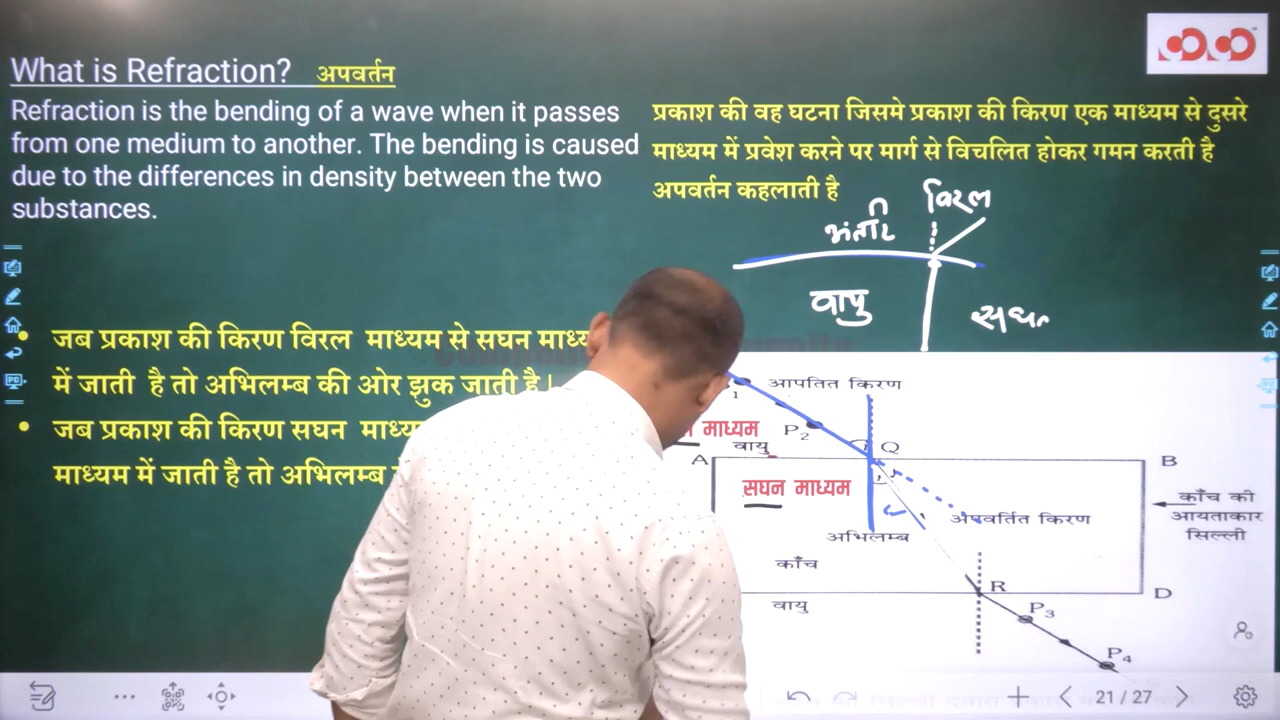 What is Refraction? अपवर्तन
Refraction is the bending of a wave when it passes
from one medium to another. The bending is caused
due to the differences in density between the two
substances.
प्रकाश की वह घटना जिसमे प्रकाश की किरण एक माध्यम से दुसरे
माध्यम में प्रवेश करने पर मार्ग से विचलित होकर गमन करती है
अपवर्तन कहलाती है
विरल
वायु
सघन
जब प्रकाश की किरण विरल माध्यम से सघन
में जाती है तो अभिलम्ब की ओर झुक जाती है।
जब प्रकाश की किरण सघन
माध्यम में जाती है तो अभिलम्ब
आपतित किरण
P2
माध्यम
वायु
Q
A
B
सघन माध्यम
काँच की
आयताकार
सिल्ली
अपवर्तित किरण
अभिलम्ब
काँच
वायु
R
D
P3
P4
21 / 27